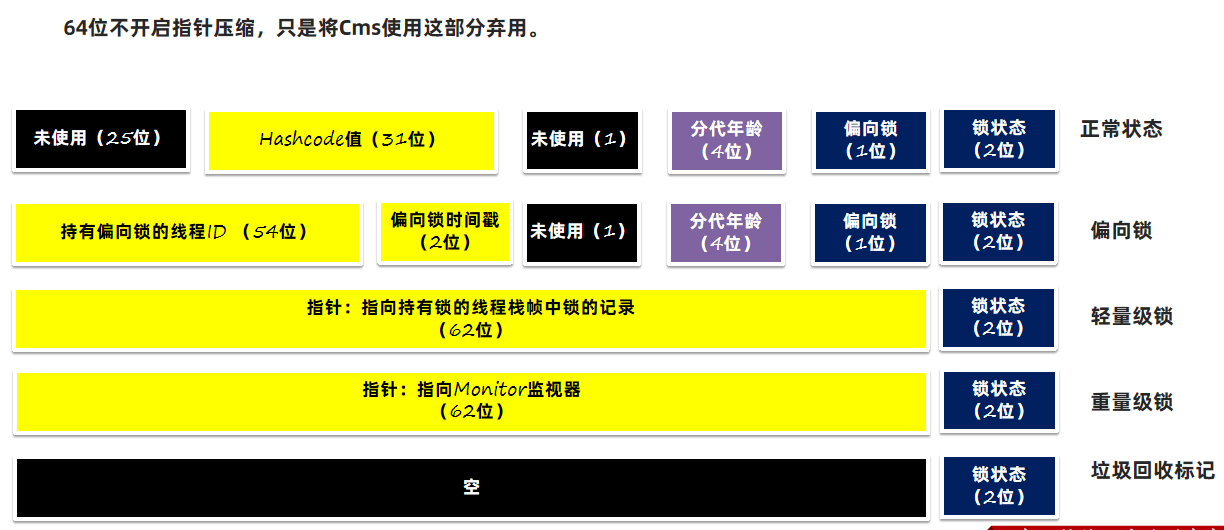 64位不开启指针压缩，只是将Cms使用这部分弃用。
未使用（25位） Hashcode值（31位） 未使用（1） 分代年龄 偏向锁 锁状态 正常状态
（4位） （1位） （2位）
持有偏向锁的线程ID （54位） 偏向锁时间戳 未使用（1） 分代年龄 偏向锁 锁状态 偏向锁
（2位） （4位） （1位） （2位）
指针：指向持有锁的线程栈帧中锁的记录 锁状态 轻量级锁
（62位） （2位）
指针：指向Monitor监视器 锁状态 重量级锁
（62位） （2位）
空 锁状态 垃圾回收标记
（2位）